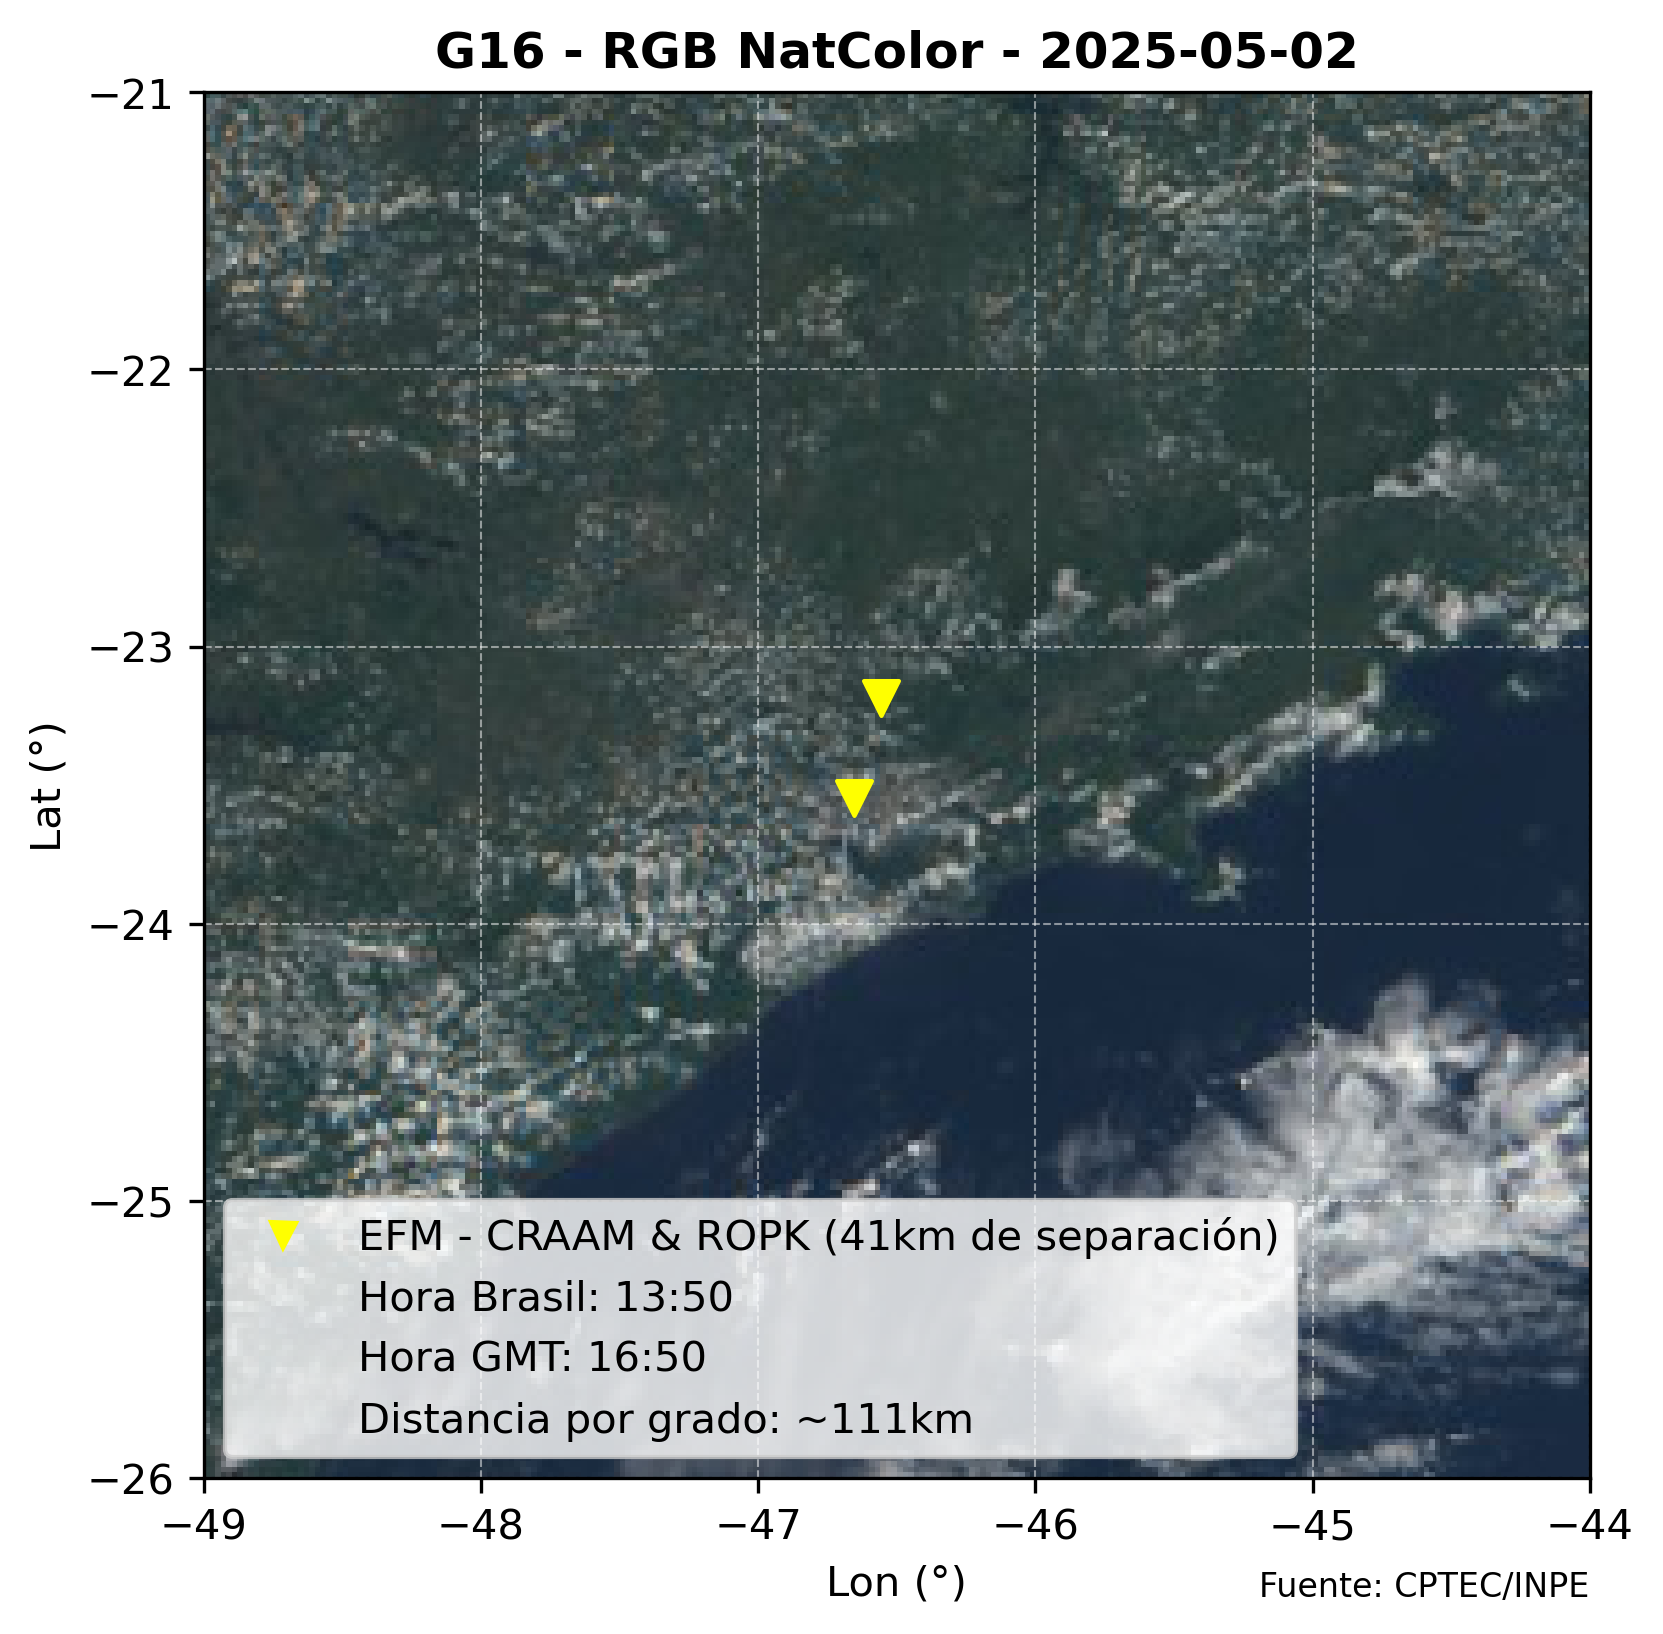 G16 - RGB NatColor - 2025-05-02
−21
−22
−23
−24
−25
−26
Lat (°)
EFM - CRAAM & ROPK (41km de separación)
Hora Brasil: 13:50
Hora GMT: 16:50
Distancia por grado: ~111km
−49 −48 −47 −46 −45 −44
Lon (°)
Fuente: CPTEC/INPE